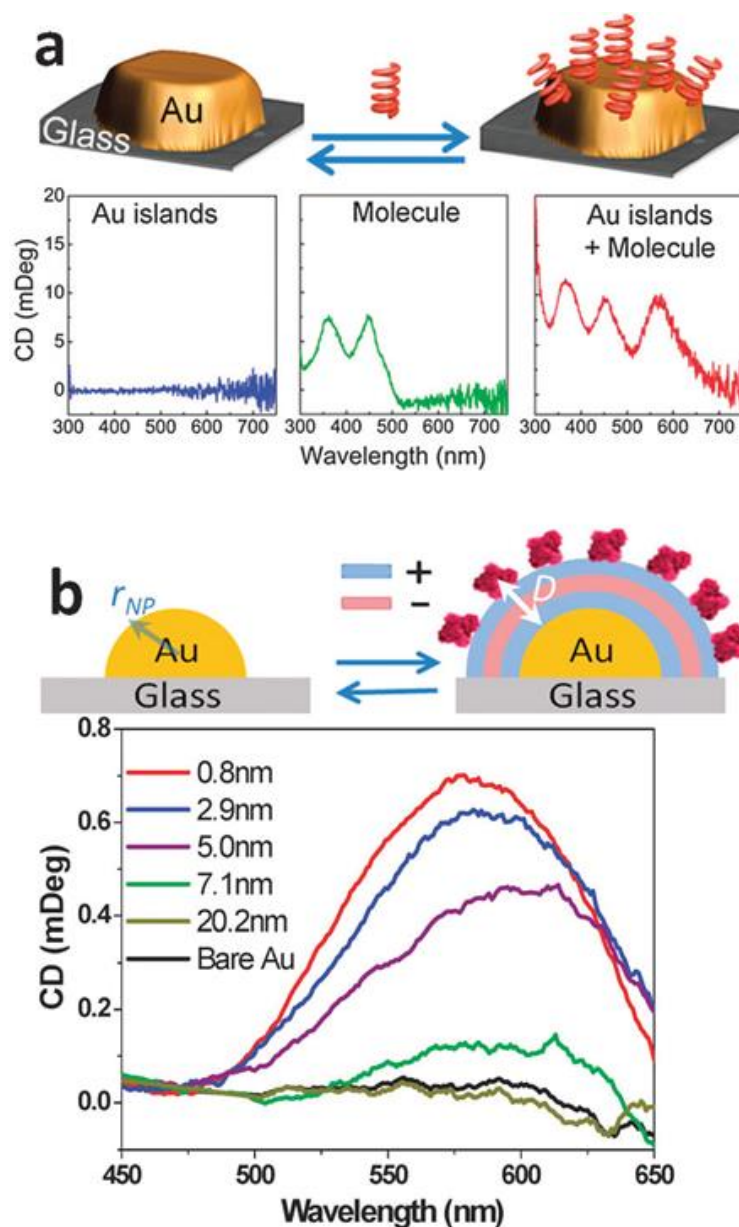 a
Au
Glass
Au islands
Molecule
Au islands
+ Molecule
CD (mDeg)
20
15
10
5
0
300 400 500 600 700
300 400 500 600 700
300 400 500 600 700
Wavelength (nm)
b
rNP
Au
Glass
+
−
D
Au
Glass
CD (mDeg)
0.8
0.6
0.4
0.2
0.0
0.8nm
2.9nm
5.0nm
7.1nm
20.2nm
Bare Au
450 500 550 600 650
Wavelength (nm)